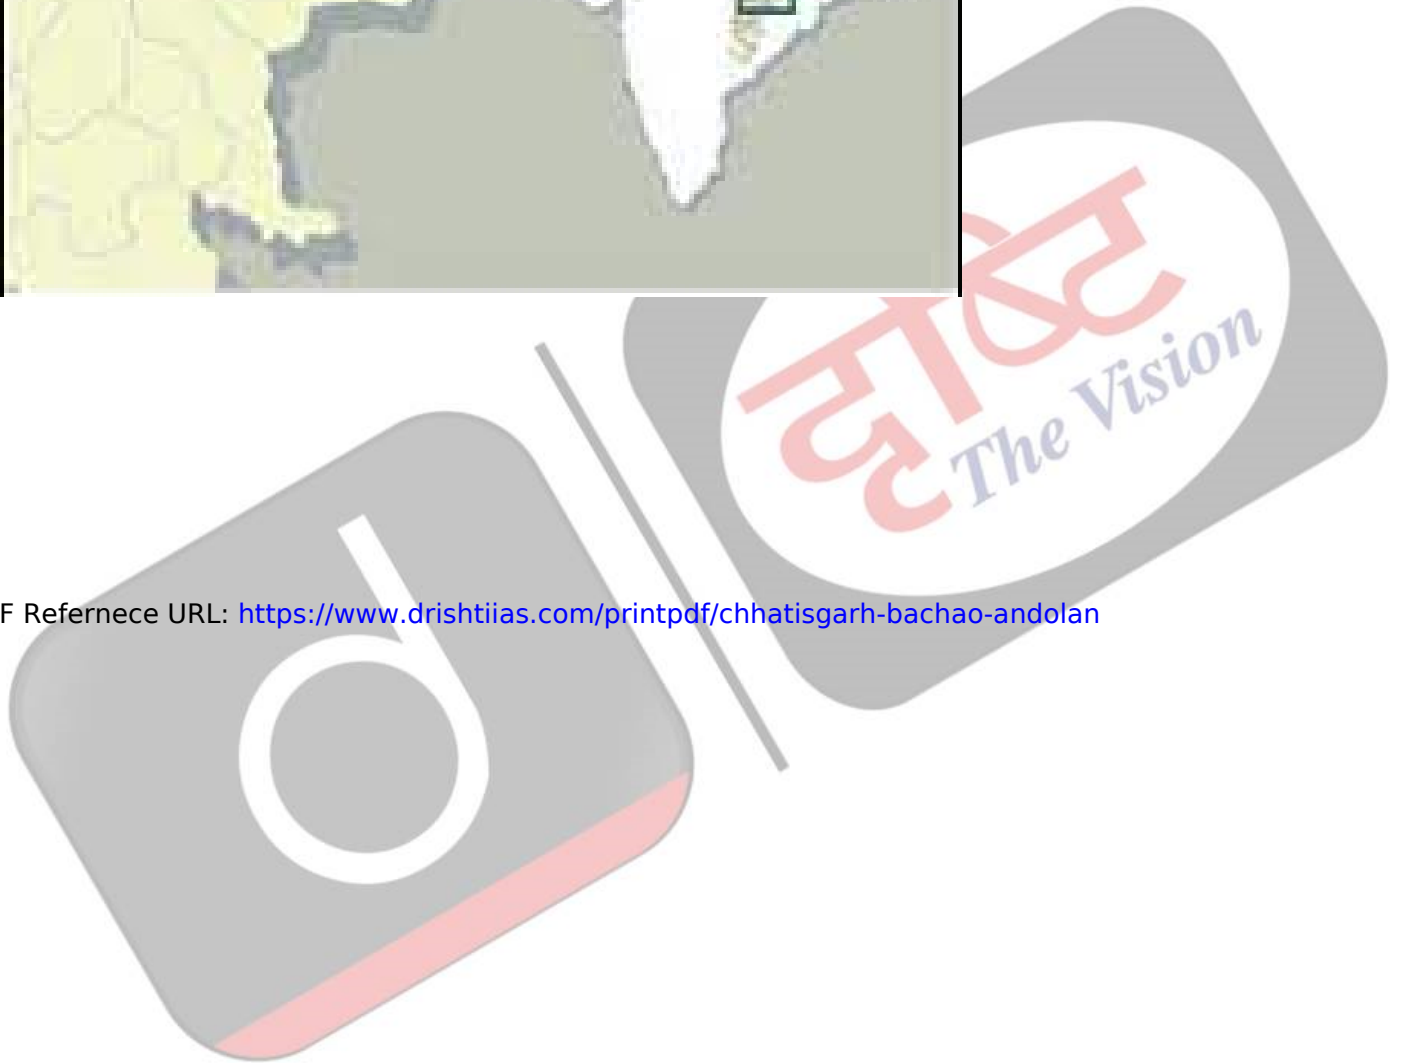 दृष्टि
The Vision
d
F Refernece URL: https://www.drishtiias.com/printpdf/chhatisgarh-bachao-andolan